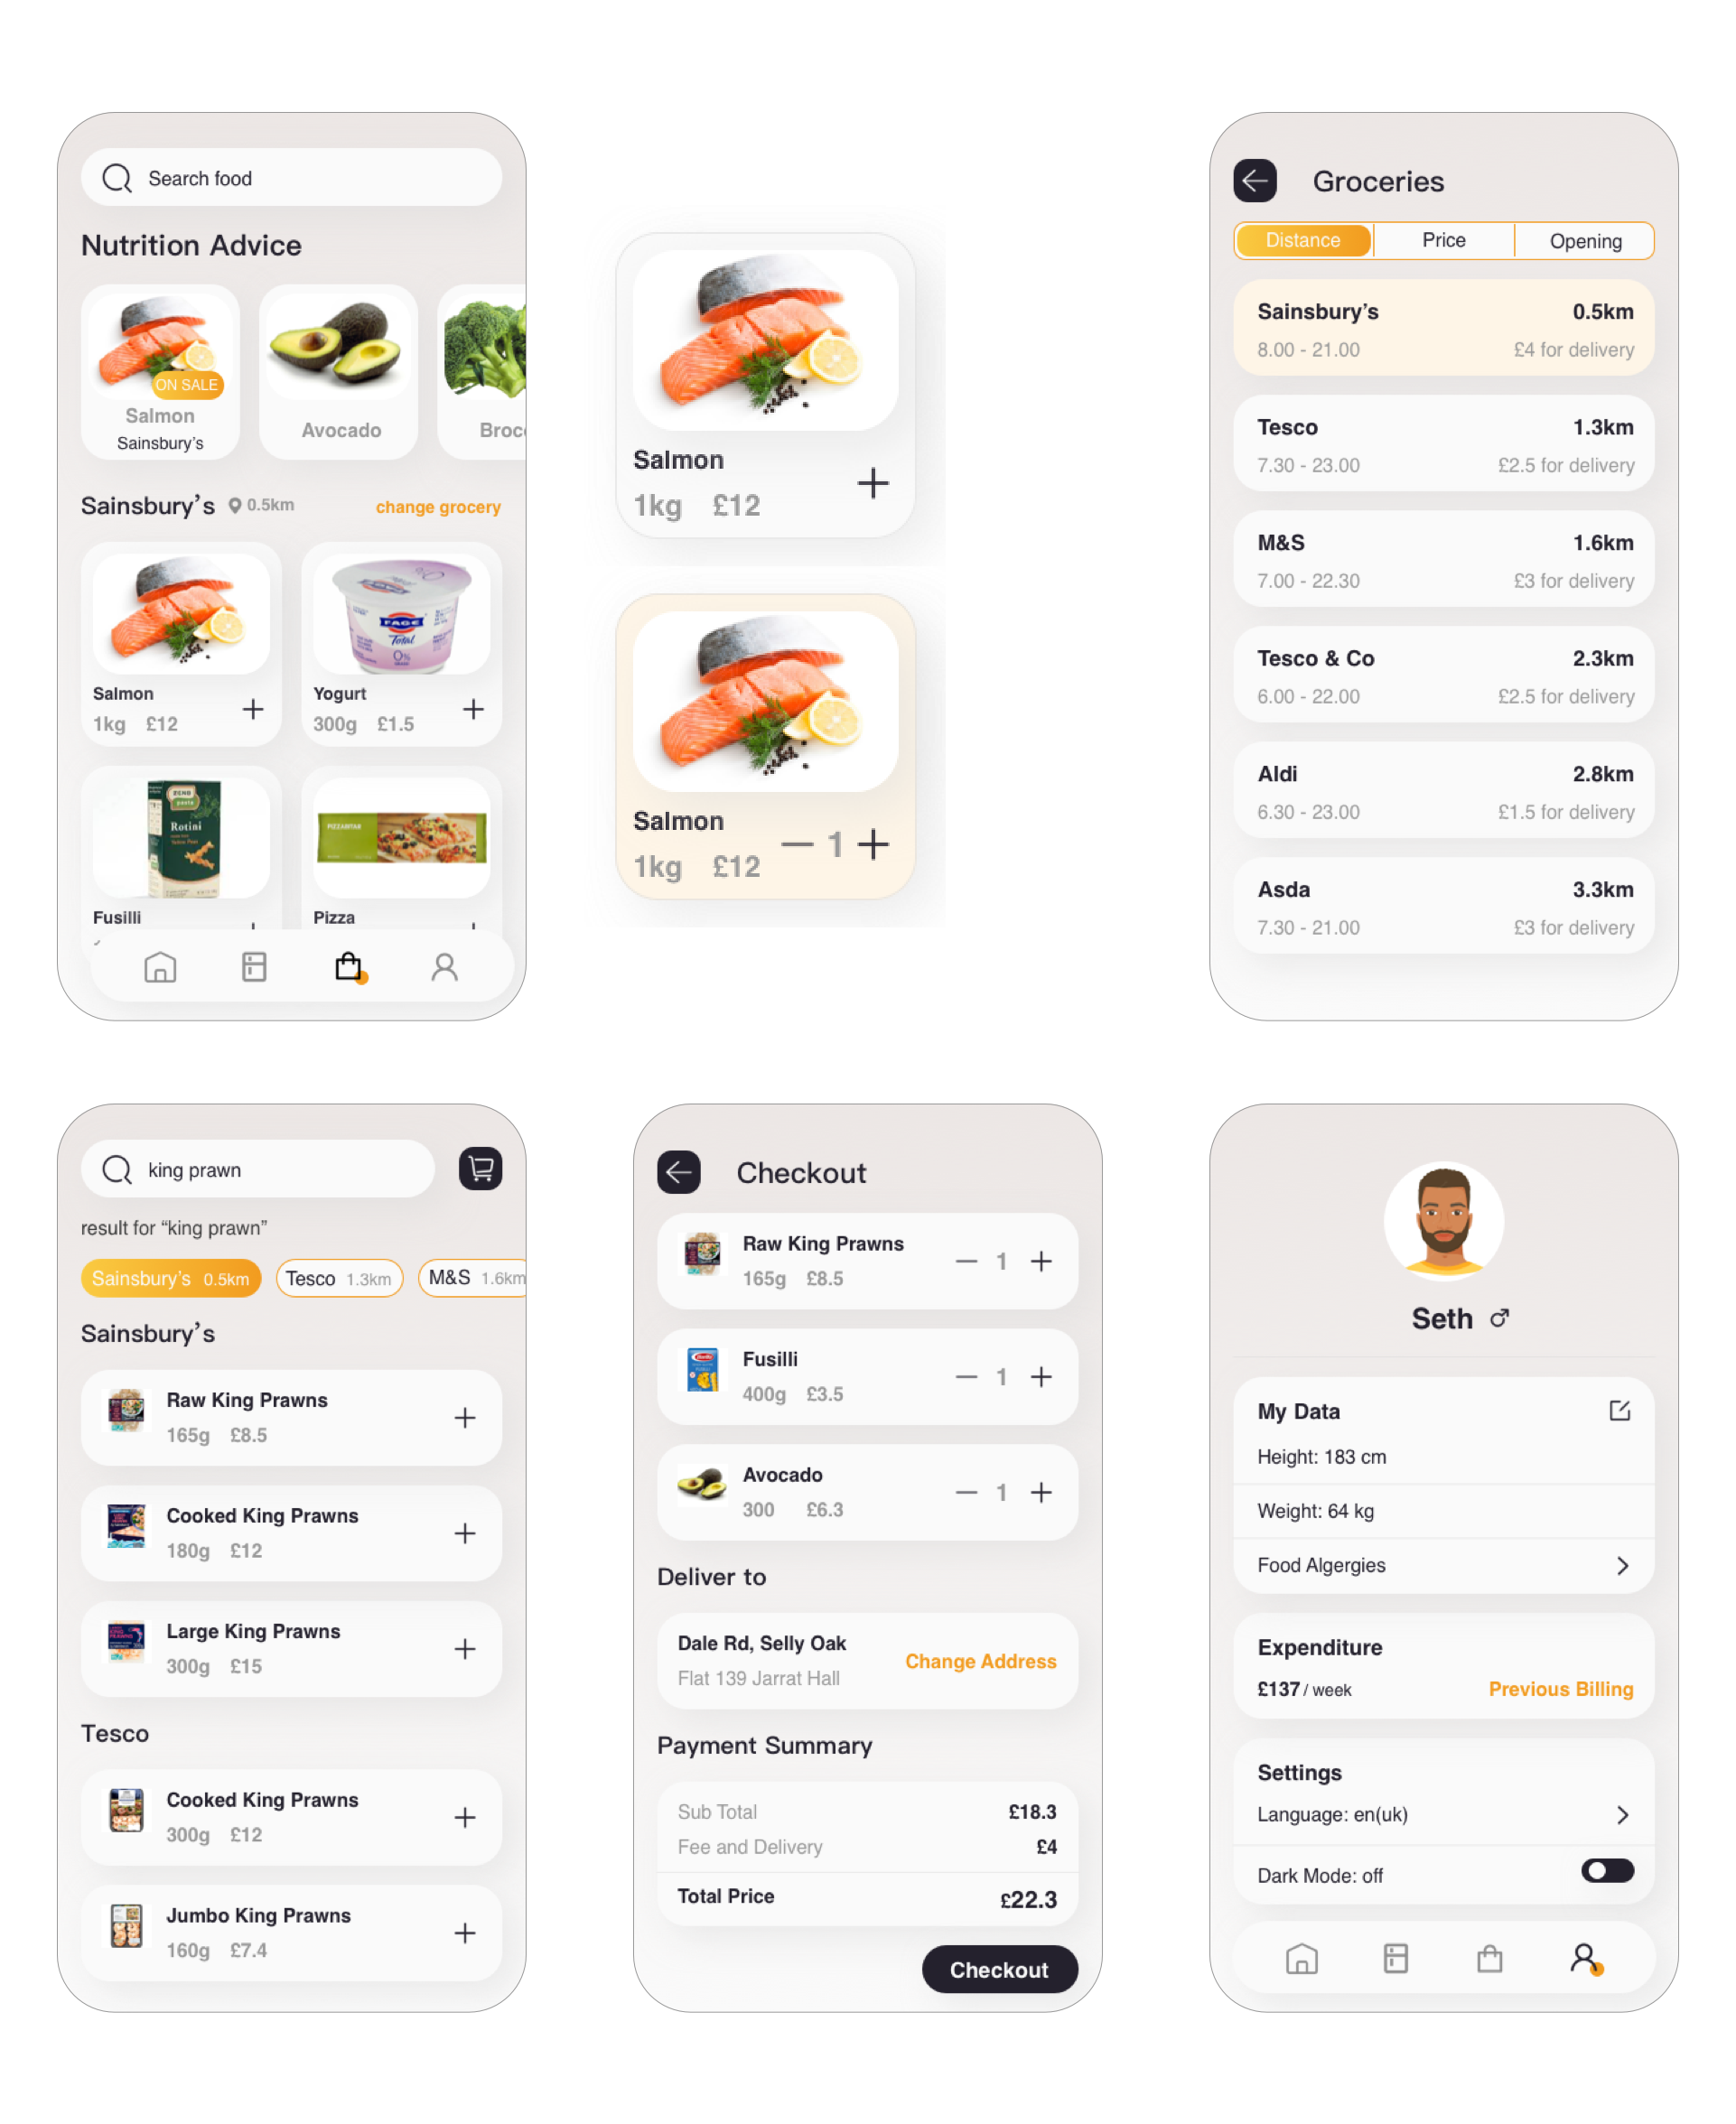 Search food
Nutrition Advice
ON SALE
Salmon
Sainsbury's
Avocado
Broc
Sainsbury's 0.5km change grocery
FAGE
Total
0%
Salmon
1kg £12
Yogurt
300g £1.5
ZENO
pasta
Rotini
Fusilli
Pizza
Salmon
1kg £12
Salmon
1kg £12 1
Groceries
Distance Price Opening
Sainsbury's 0.5km
8.00 - 21.00 £4 for delivery
Tesco 1.3km
7.30 - 23.00 £2.5 for delivery
M&S 1.6km
7.00 - 22.30 £3 for delivery
Tesco & Co 2.3km
6.00 - 22.00 £2.5 for delivery
Aldi 2.8km
6.30 - 23.00 £1.5 for delivery
Asda 3.3km
7.30 - 21.00 £3 for delivery
king prawn
result for “king prawn”
Sainsbury's 0.5km Tesco 1.3km M&S 1.6km
Sainsbury's
Raw King Prawns
165g £8.5
Cooked King Prawns
180g £12
Large King Prawns
300g £15
Tesco
Cooked King Prawns
300g £12
Jumbo King Prawns
160g £7.4
Checkout
Raw King Prawns
165g £8.5 1
Fusilli
400g £3.5 1
Avocado
300 £6.3 1
Deliver to
Dale Rd, Selly Oak
Flat 139 Jarrat Hall
Change Address
Payment Summary
Sub Total £18.3
Fee and Delivery £4
Total Price £22.3
Checkout
Seth
My Data
Height: 183 cm
Weight: 64 kg
Food Algergies
Expenditure
£137 / week Previous Billing
Settings
Language: en(uk)
Dark Mode: off